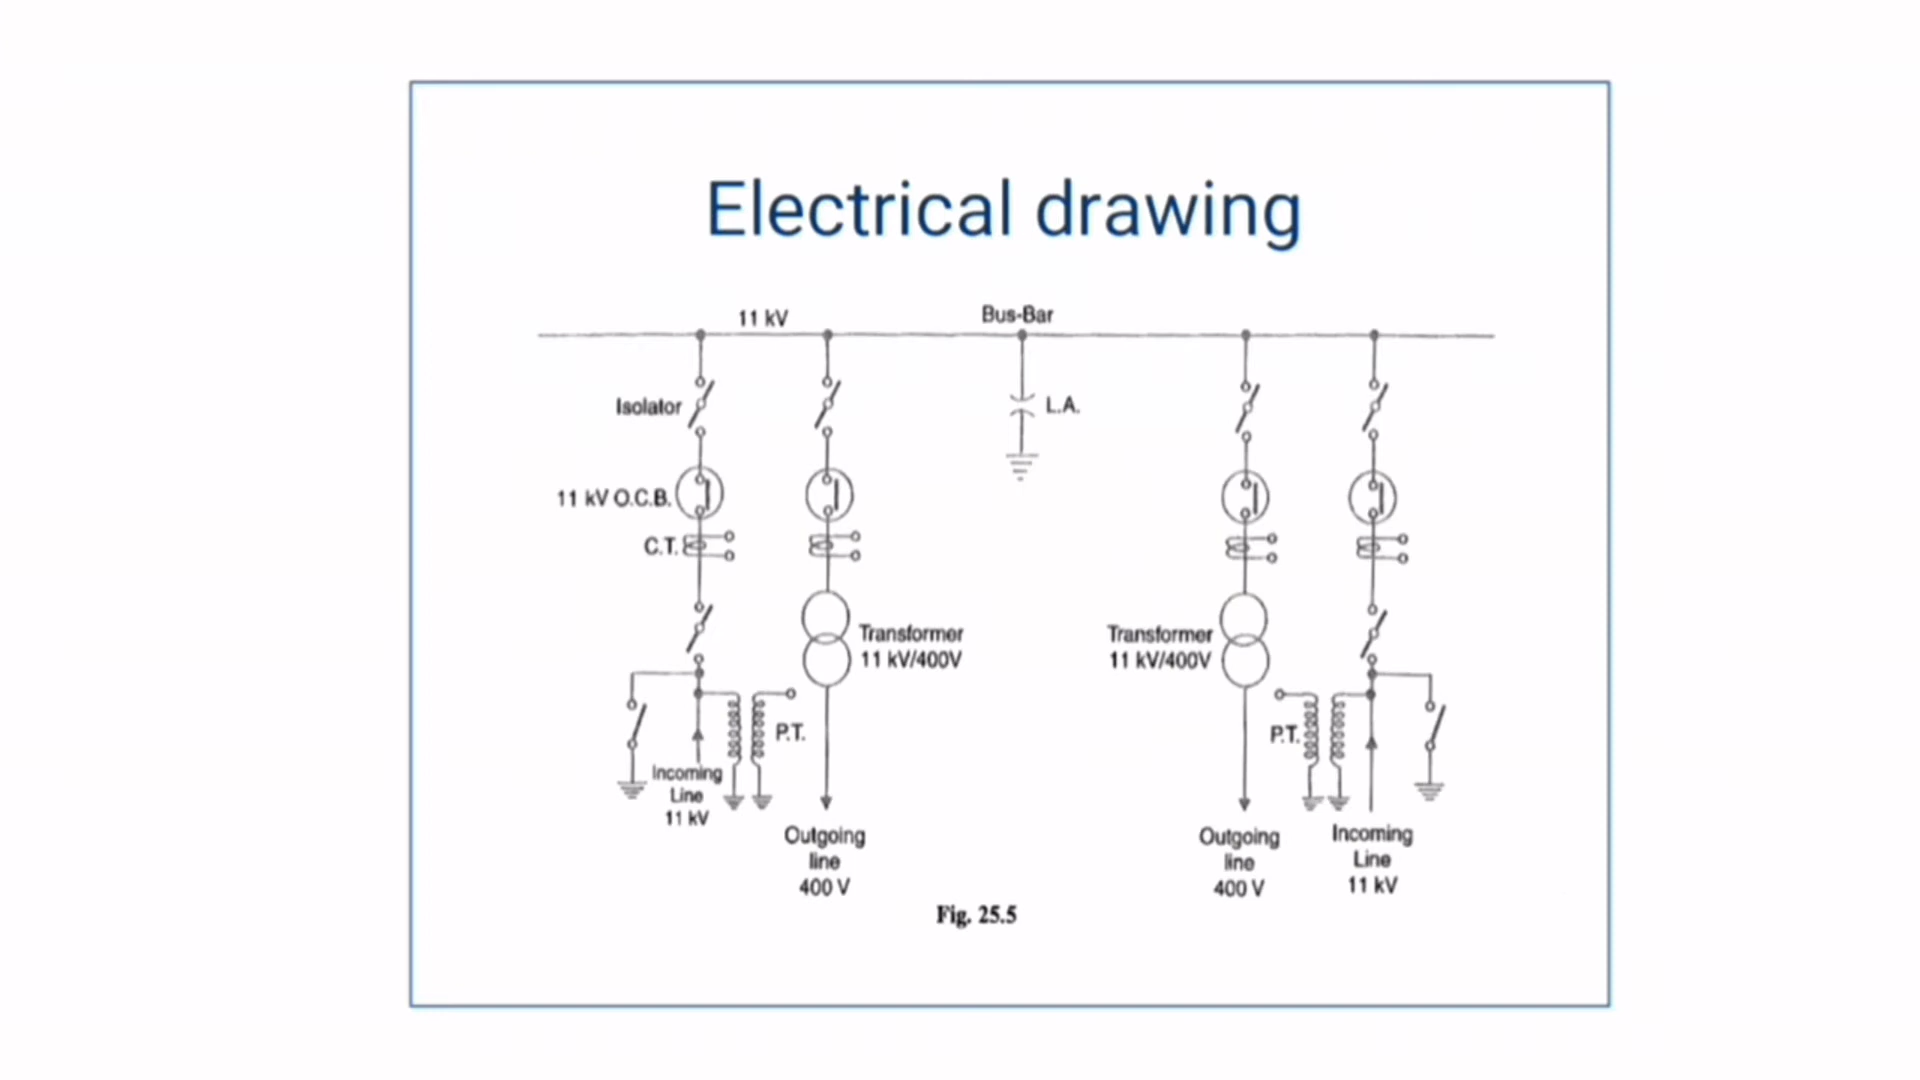 Electrical drawing
11 kV
Bus-Bar
Isolator
L.A.
11 kV O.C.B.
C.T.
Transformer
11 kV/400V
Transformer
11 kV/400V
P.T.
P.T.
Incoming
Line
11 kV
Outgoing
line
400 V
Outgoing
line
400 V
Incoming
Line
11 kV
Fig. 25.5